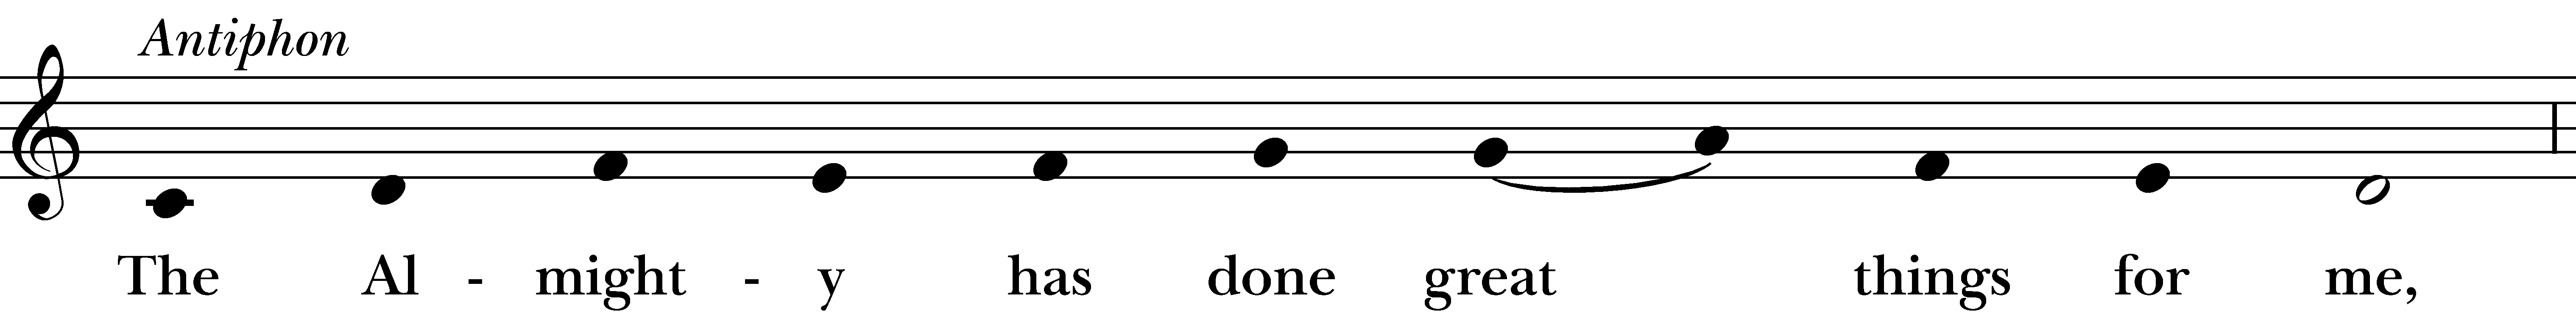 Antiphon
The Al - might - y has done great things for me,